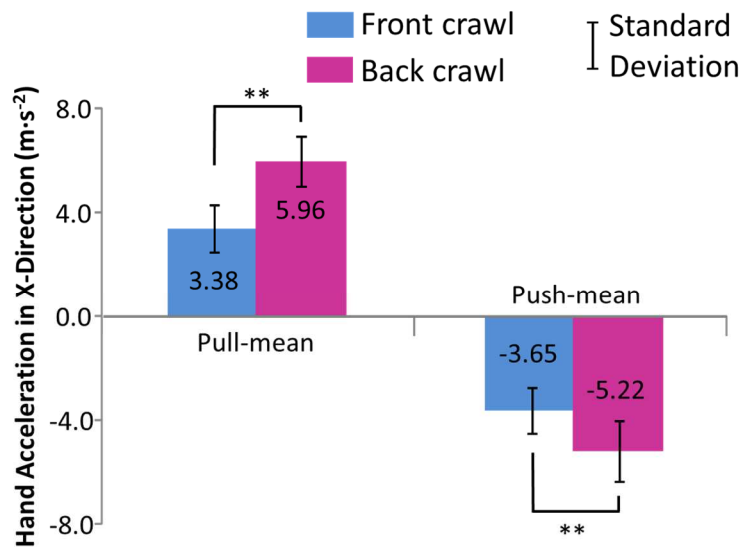 Front crawl
Back crawl
Standard
Deviation
Hand Acceleration in X-Direction (m·s⁻²)
8.0
4.0
0.0
-4.0
-8.0
**
3.38
5.96
Pull-mean
Push-mean
-3.65
-5.22
**